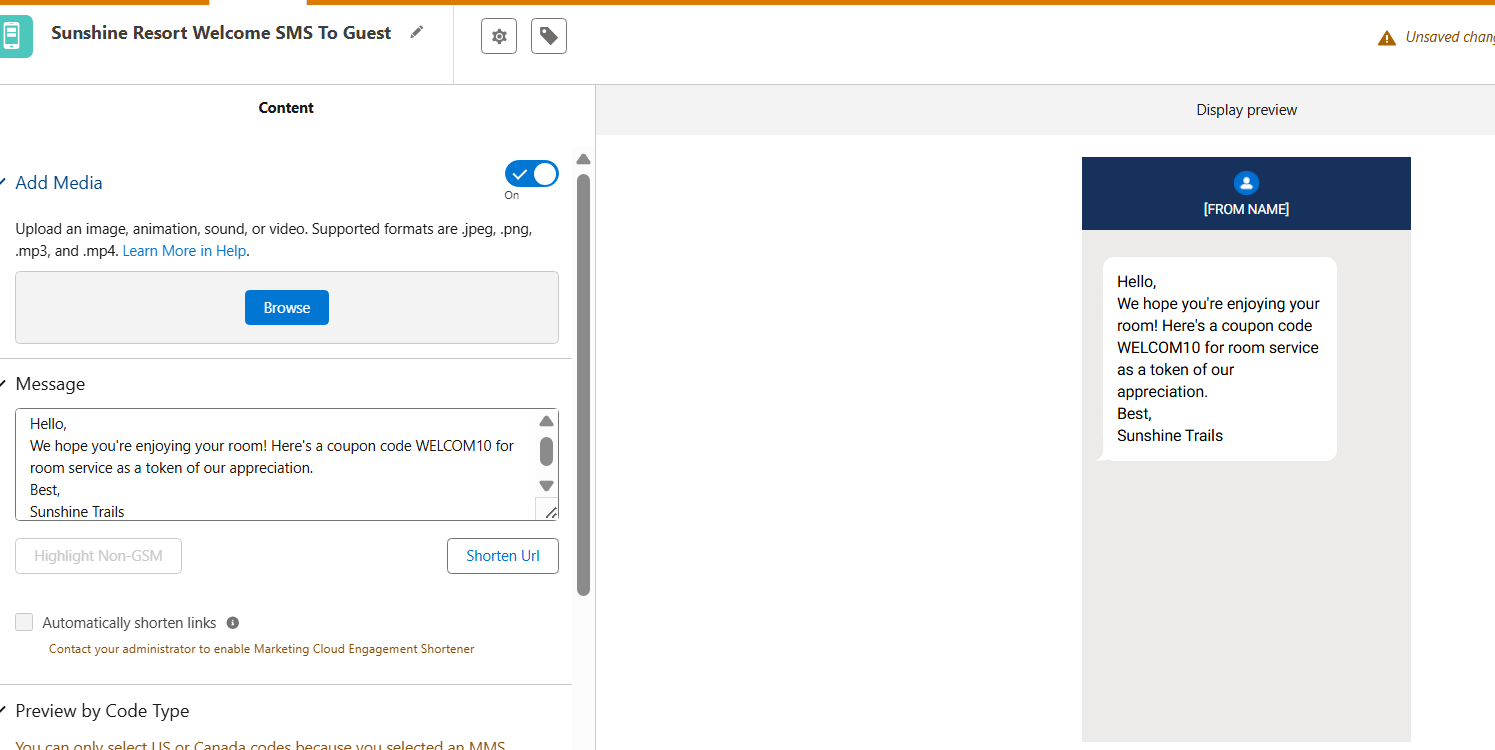 Sunshine Resort Welcome SMS To Guest
Unsaved chang
Content
Display preview
Add Media
On
Upload an image, animation, sound, or video. Supported formats are .jpeg, .png,
.mp3, and .mp4. Learn More in Help.
Browse
Message
Hello,
We hope you're enjoying your room! Here's a coupon code WELCOM10 for
room service as a token of our appreciation.
Best,
Sunshine Trails
Highlight Non-GSM
Shorten Url
Automatically shorten links
Contact your administrator to enable Marketing Cloud Engagement Shortener
Preview by Code Type
You can only select US or Canada codes because you selected an MMS
[FROM NAME]
Hello,
We hope you're enjoying your
room! Here's a coupon code
WELCOM10 for room service
as a token of our
appreciation.
Best,
Sunshine Trails